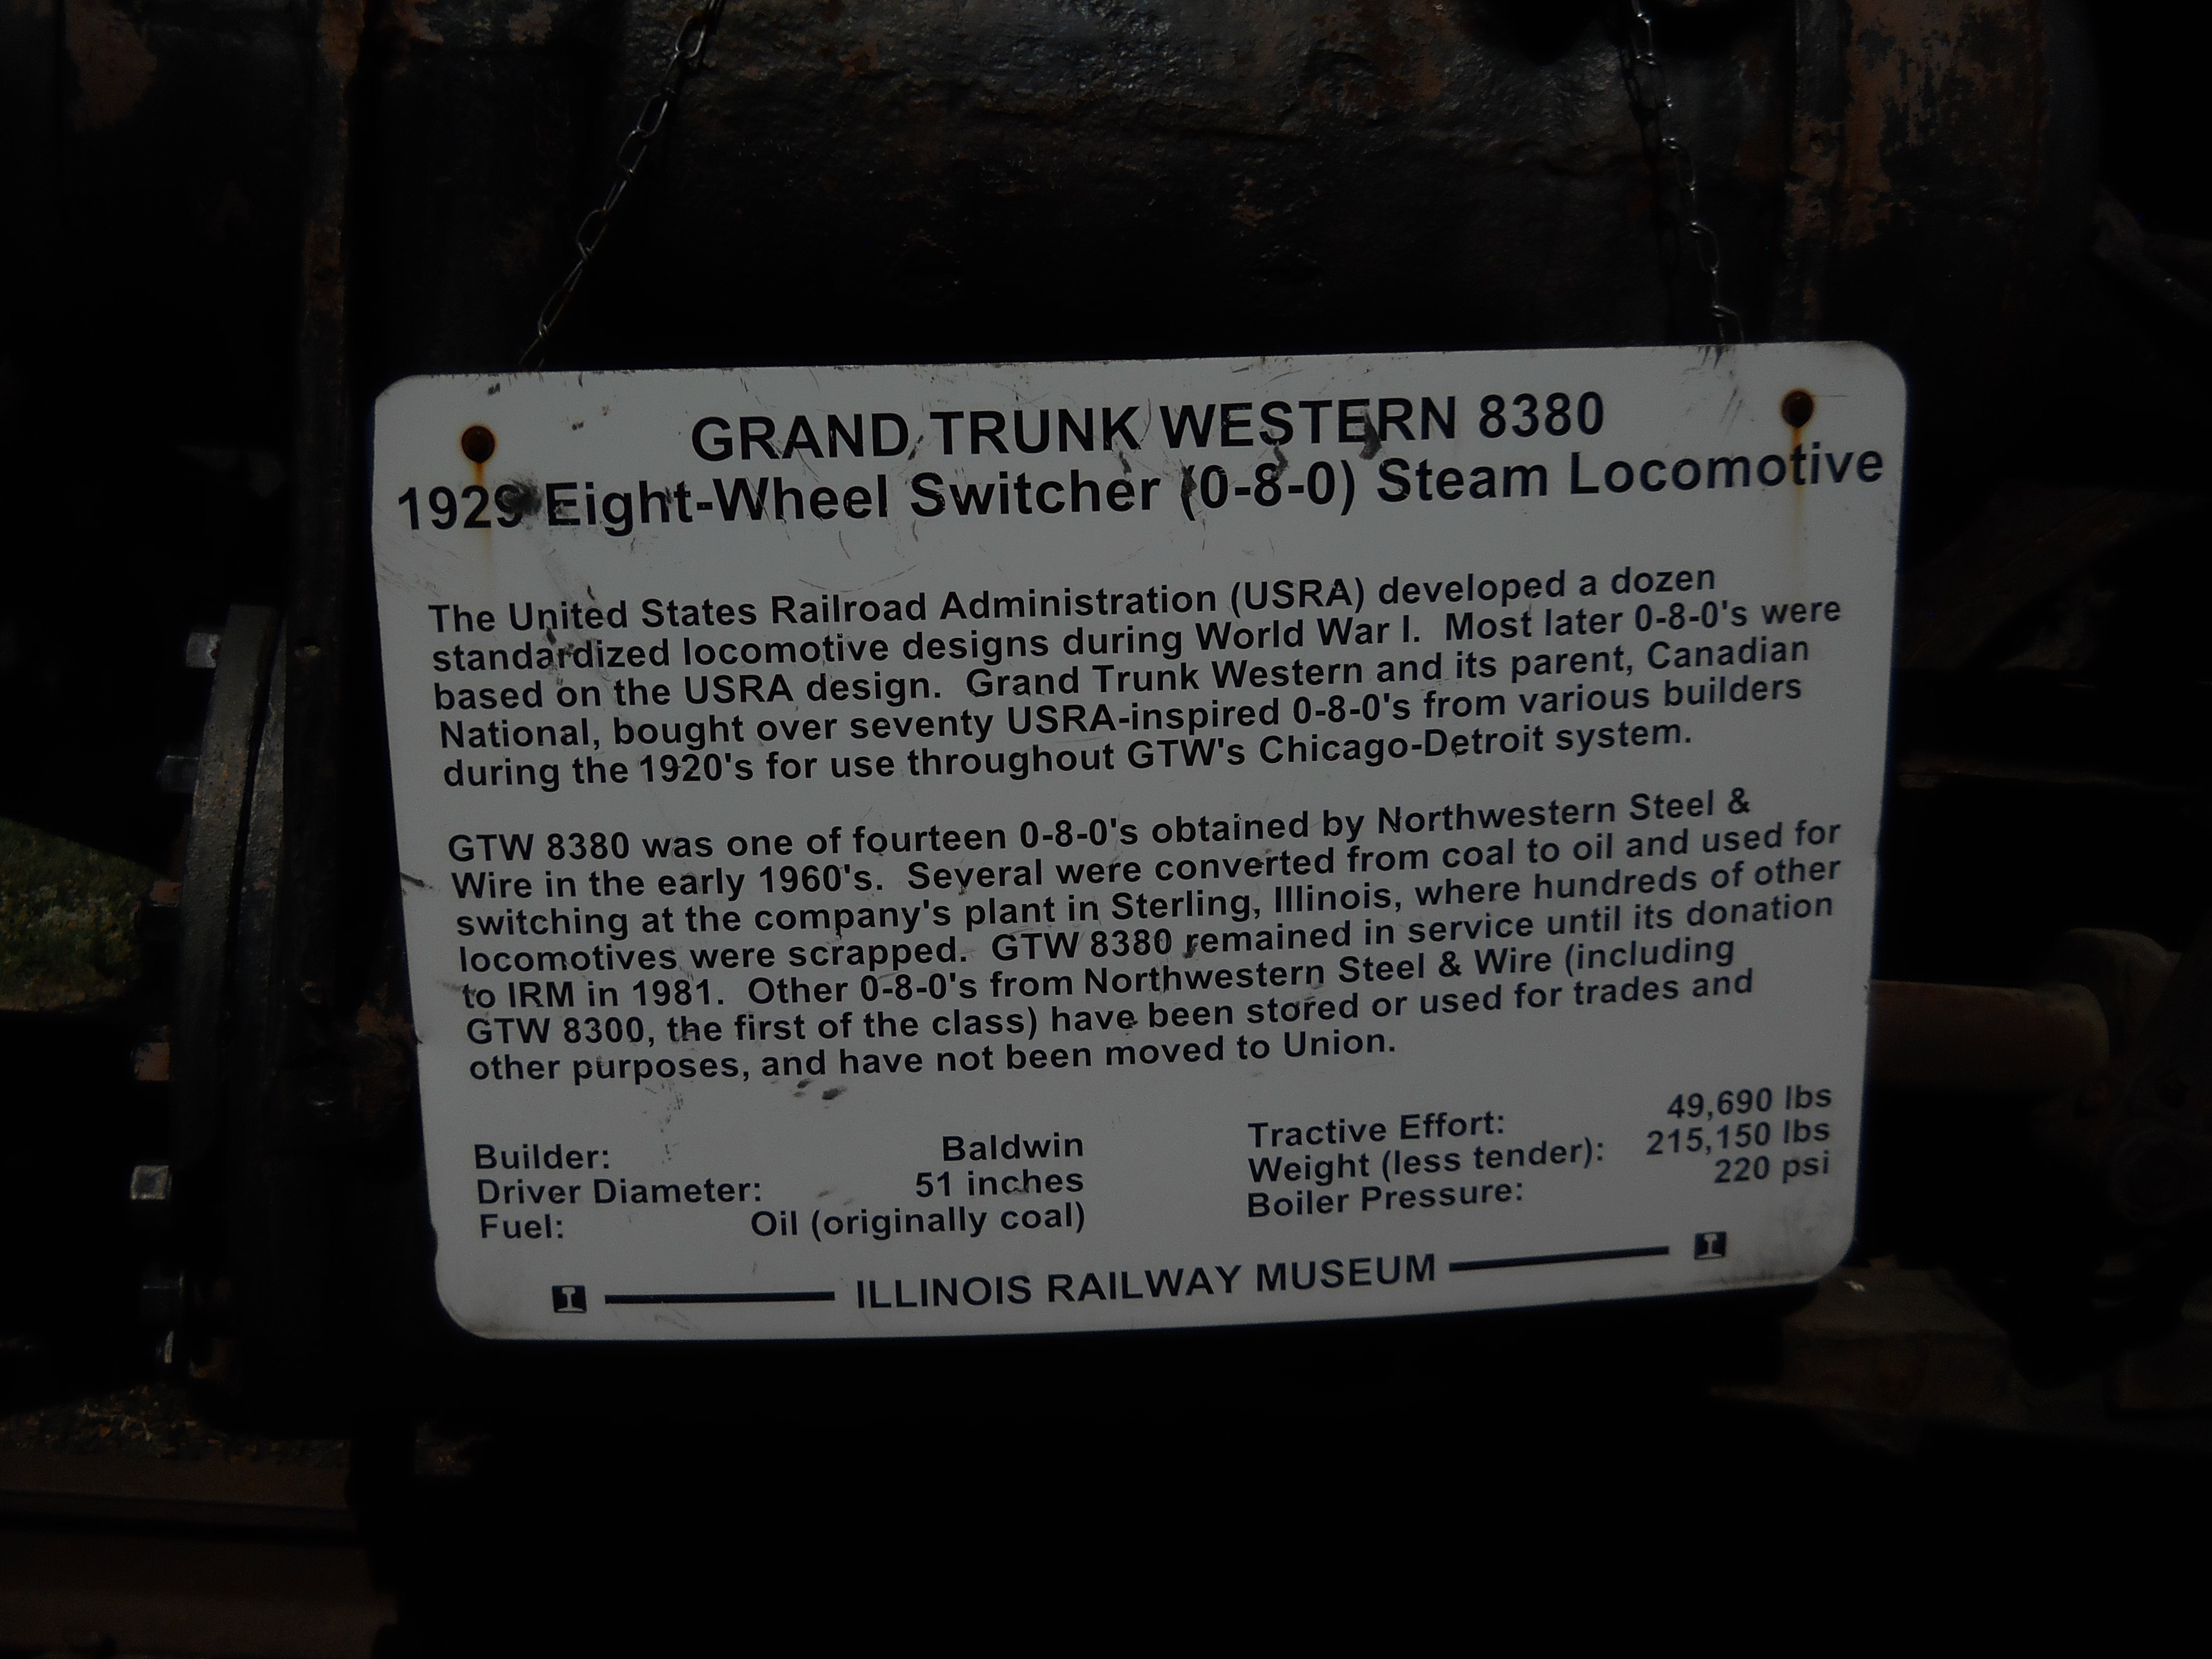 GRAND TRUNK WESTERN 8380
1929 Eight-Wheel Switcher (0-8-0) Steam Locomotive
The United States Railroad Administration (USRA) developed a dozen
standardized locomotive designs during World War I. Most later 0-8-0's were
based on the USRA design. Grand Trunk Western and its parent, Canadian
National, bought over seventy USRA-inspired 0-8-0's from various builders
during the 1920's for use throughout GTW's Chicago-Detroit system.
GTW 8380 was one of fourteen 0-8-0's obtained by Northwestern Steel &
Wire in the early 1960's. Several were converted from coal to oil and used for
switching at the company's plant in Sterling, Illinois, where hundreds of other
locomotives were scrapped. GTW 8380 remained in service until its donation
to IRM in 1981. Other 0-8-0's from Northwestern Steel & Wire (including
GTW 8300, the first of the class) have been stored or used for trades and
other purposes, and have not been moved to Union.
Builder: Baldwin
Driver Diameter: 51 inches
Fuel: Oil (originally coal)
Tractive Effort: 49,690 lbs
Weight (less tender): 215,150 lbs
Boiler Pressure: 220 psi
I ILLINOIS RAILWAY MUSEUM I